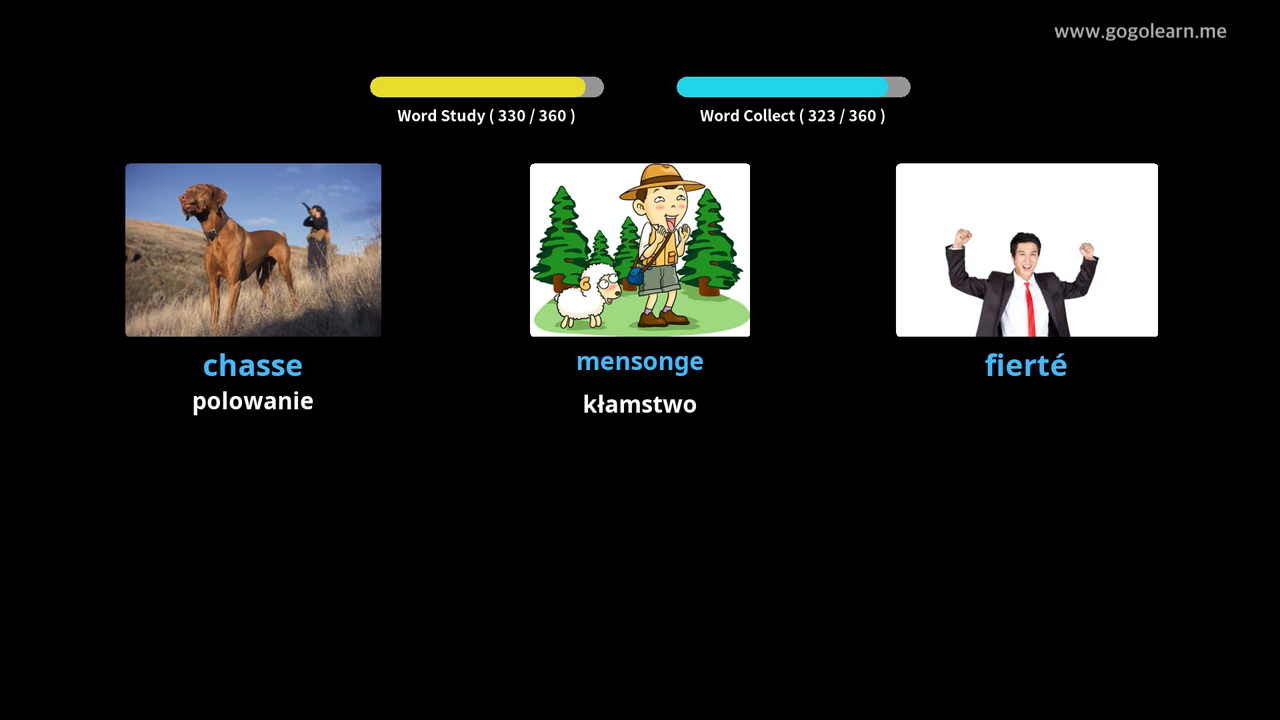 www.gogolearn.me
Word Study ( 330 / 360 )
Word Collect ( 323 / 360 )
chasse
mensonge
fierté
polowanie
kłamstwo